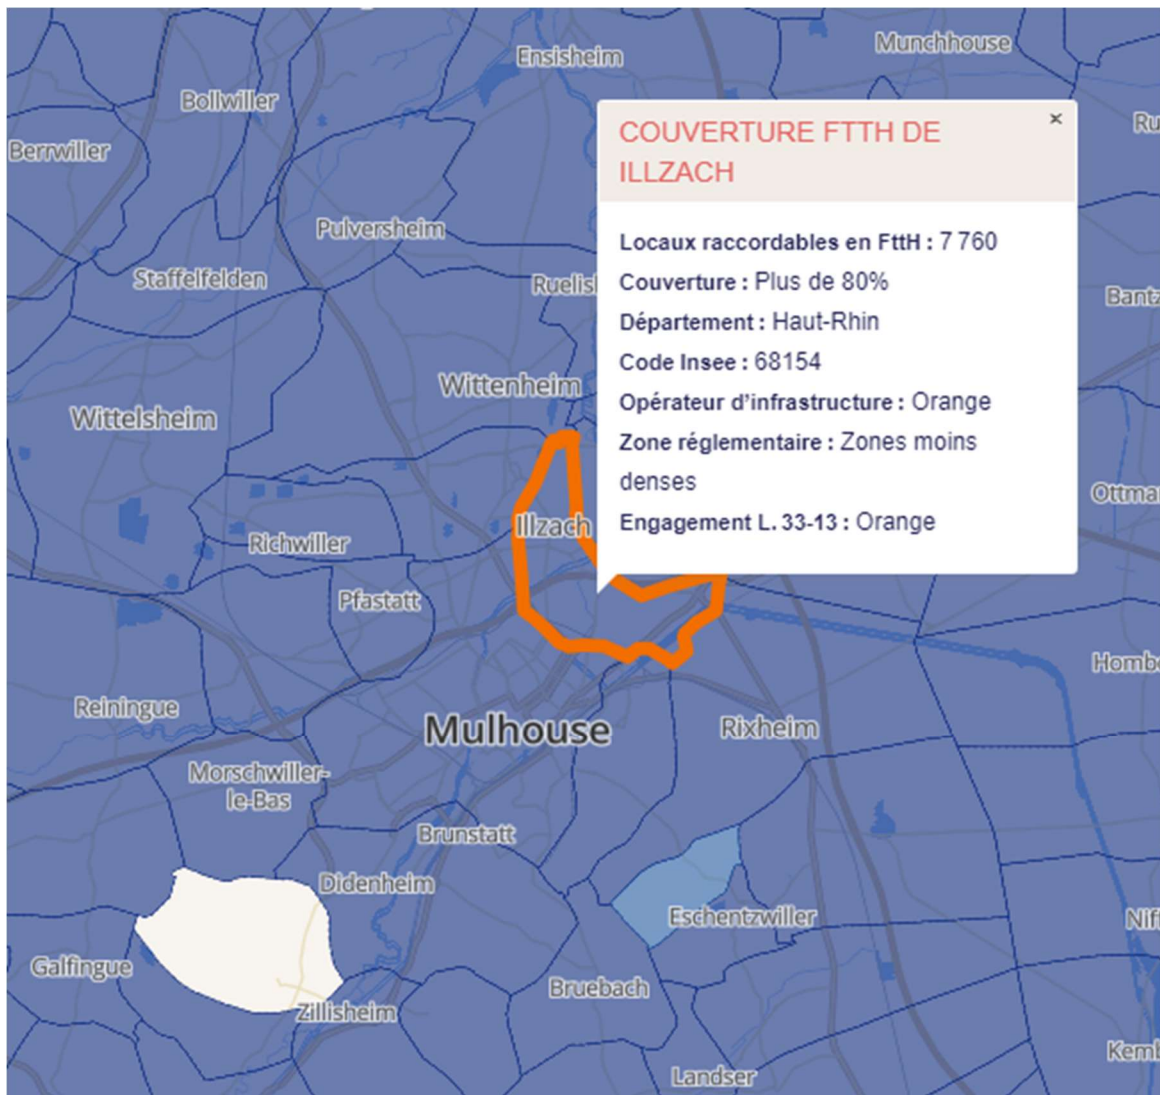 Ensisheim
Munchhouse
Bollwiller
Berrwiller
Pulversheim
Staffelfelden
Wittenheim
Wittelsheim
Illzach
Richwiller
Pfastatt
Reiningue
Mulhouse
Rixheim
Morschwiller-
le-Bas
Brunstatt
Didenheim
Eschentzwiller
Galfingue
Bruebach
Zillisheim
Landser
COUVERTURE FTTH DE
ILLZACH
×
Locaux raccordables en FttH : 7 760
Couverture : Plus de 80%
Département : Haut-Rhin
Code Insee : 68154
Opérateur d'infrastructure : Orange
Zone réglementaire : Zones moins
denses
Engagement L. 33-13 : Orange